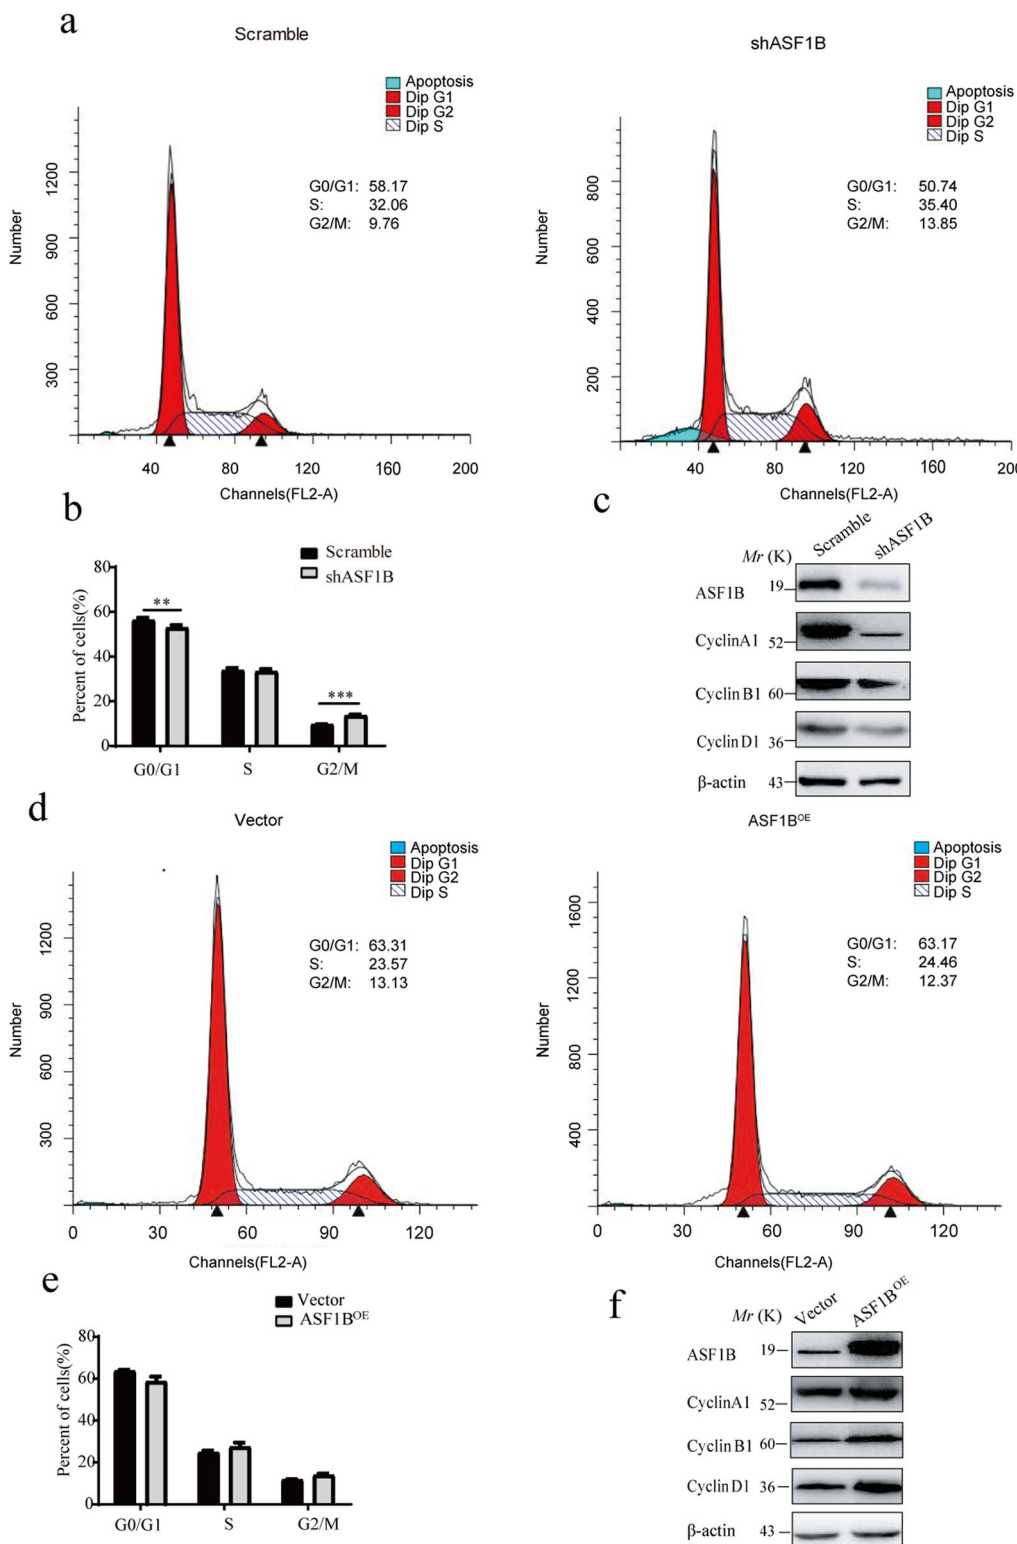 a
Scramble
Apoptosis
Dip G1
Dip G2
Dip S
G0/G1: 58.17
S: 32.06
G2/M: 9.76
Number
1200
900
600
300
40 80 120 160 200
Channels(FL2-A)
shASF1B
Apoptosis
Dip G1
Dip G2
Dip S
G0/G1: 50.74
S: 35.40
G2/M: 13.85
Number
800
600
400
200
40 80 120 160 200
Channels(FL2-A)
b
Scramble
shASF1B
Percent of cells(%)
80
60
40
20
0
**
***
G0/G1 S G2/M
c
Mr (K) Scramble shASF1B
ASF1B 19
CyclinA1 52
Cyclin B1 60
Cyclin D1 36
β-actin 43
d
Vector
Apoptosis
Dip G1
Dip G2
Dip S
G0/G1: 63.31
S: 23.57
G2/M: 13.13
Number
1200
900
600
300
0 30 60 90 120
Channels(FL2-A)
ASF1B^OE
Apoptosis
Dip G1
Dip G2
Dip S
G0/G1: 63.17
S: 24.46
G2/M: 12.37
Number
1600
1200
800
400
0 30 60 90 120
Channels(FL2-A)
e
Vector
ASF1B^OE
Percent of cells(%)
80
60
40
20
0
G0/G1 S G2/M
f
Mr (K) Vector ASF1B^OE
ASF1B 19
CyclinA1 52
Cyclin B1 60
Cyclin D1 36
β-actin 43